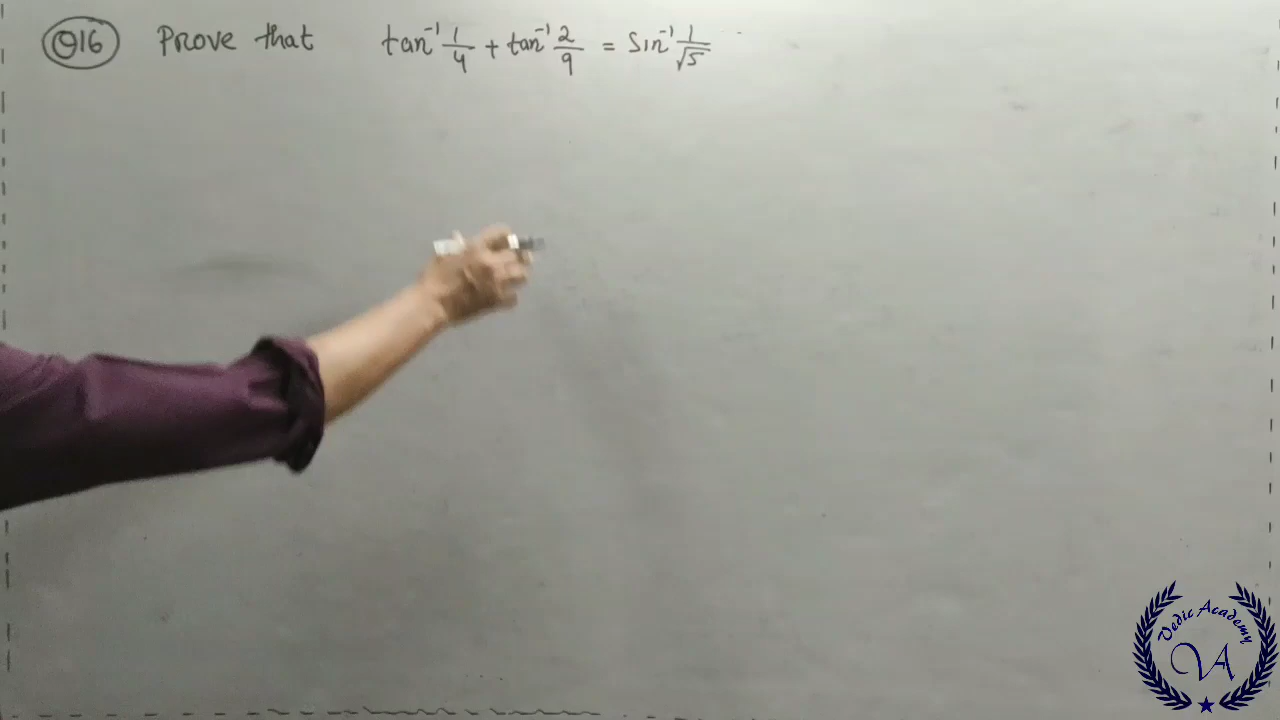 Q16 Prove that tan⁻¹ 1/4 + tan⁻¹ 2/9 = Sin⁻¹ 1/√5
Vedic Academy
VA